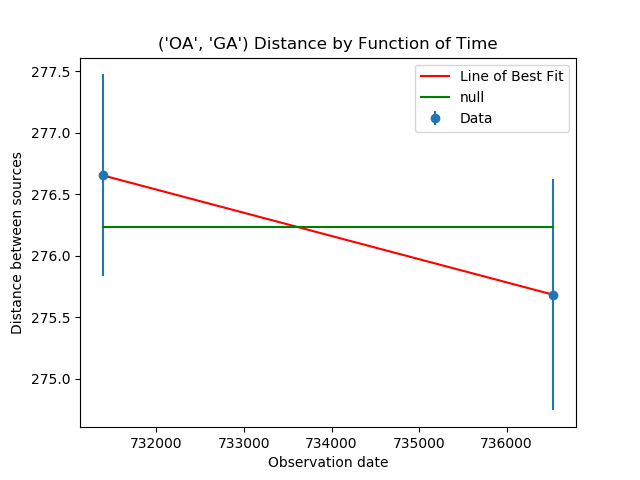 ('OA', 'GA') Distance by Function of Time
277.5
277.0
276.5
276.0
275.5
275.0
Distance between sources
Line of Best Fit
null
Data
732000 733000 734000 735000 736000
Observation date